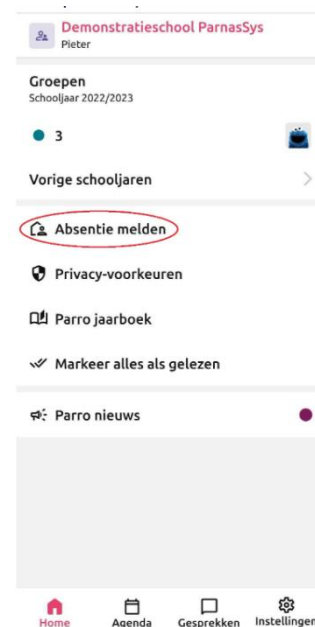 Demonstratieschool ParnasSys
Pieter
Groepen
Schooljaar 2022/2023
3
Vorige schooljaren
Absentie melden
Privacy-voorkeuren
Parro jaarboek
Markeer alles als gelezen
Parro nieuws
Home Agenda Gesprekken Instellingen